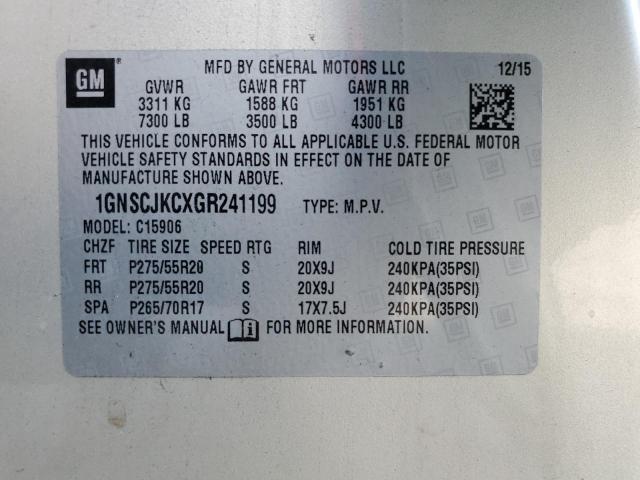 GM ® MFD BY GENERAL MOTORS LLC 12/15
GVWR GAWR FRT GAWR RR
3311 KG 1588 KG 1951 KG
7300 LB 3500 LB 4300 LB
THIS VEHICLE CONFORMS TO ALL APPLICABLE U.S. FEDERAL MOTOR
VEHICLE SAFETY STANDARDS IN EFFECT ON THE DATE OF
MANUFACTURE SHOWN ABOVE.
1GNSCJKCXGR241199 TYPE: M.P.V.
MODEL: C15906
CHZF TIRE SIZE SPEED RTG RIM COLD TIRE PRESSURE
FRT P275/55R20 S 20X9J 240KPA(35PSI)
RR P275/55R20 S 20X9J 240KPA(35PSI)
SPA P265/70R17 S 17X7.5J 240KPA(35PSI)
SEE OWNER'S MANUAL FOR MORE INFORMATION.